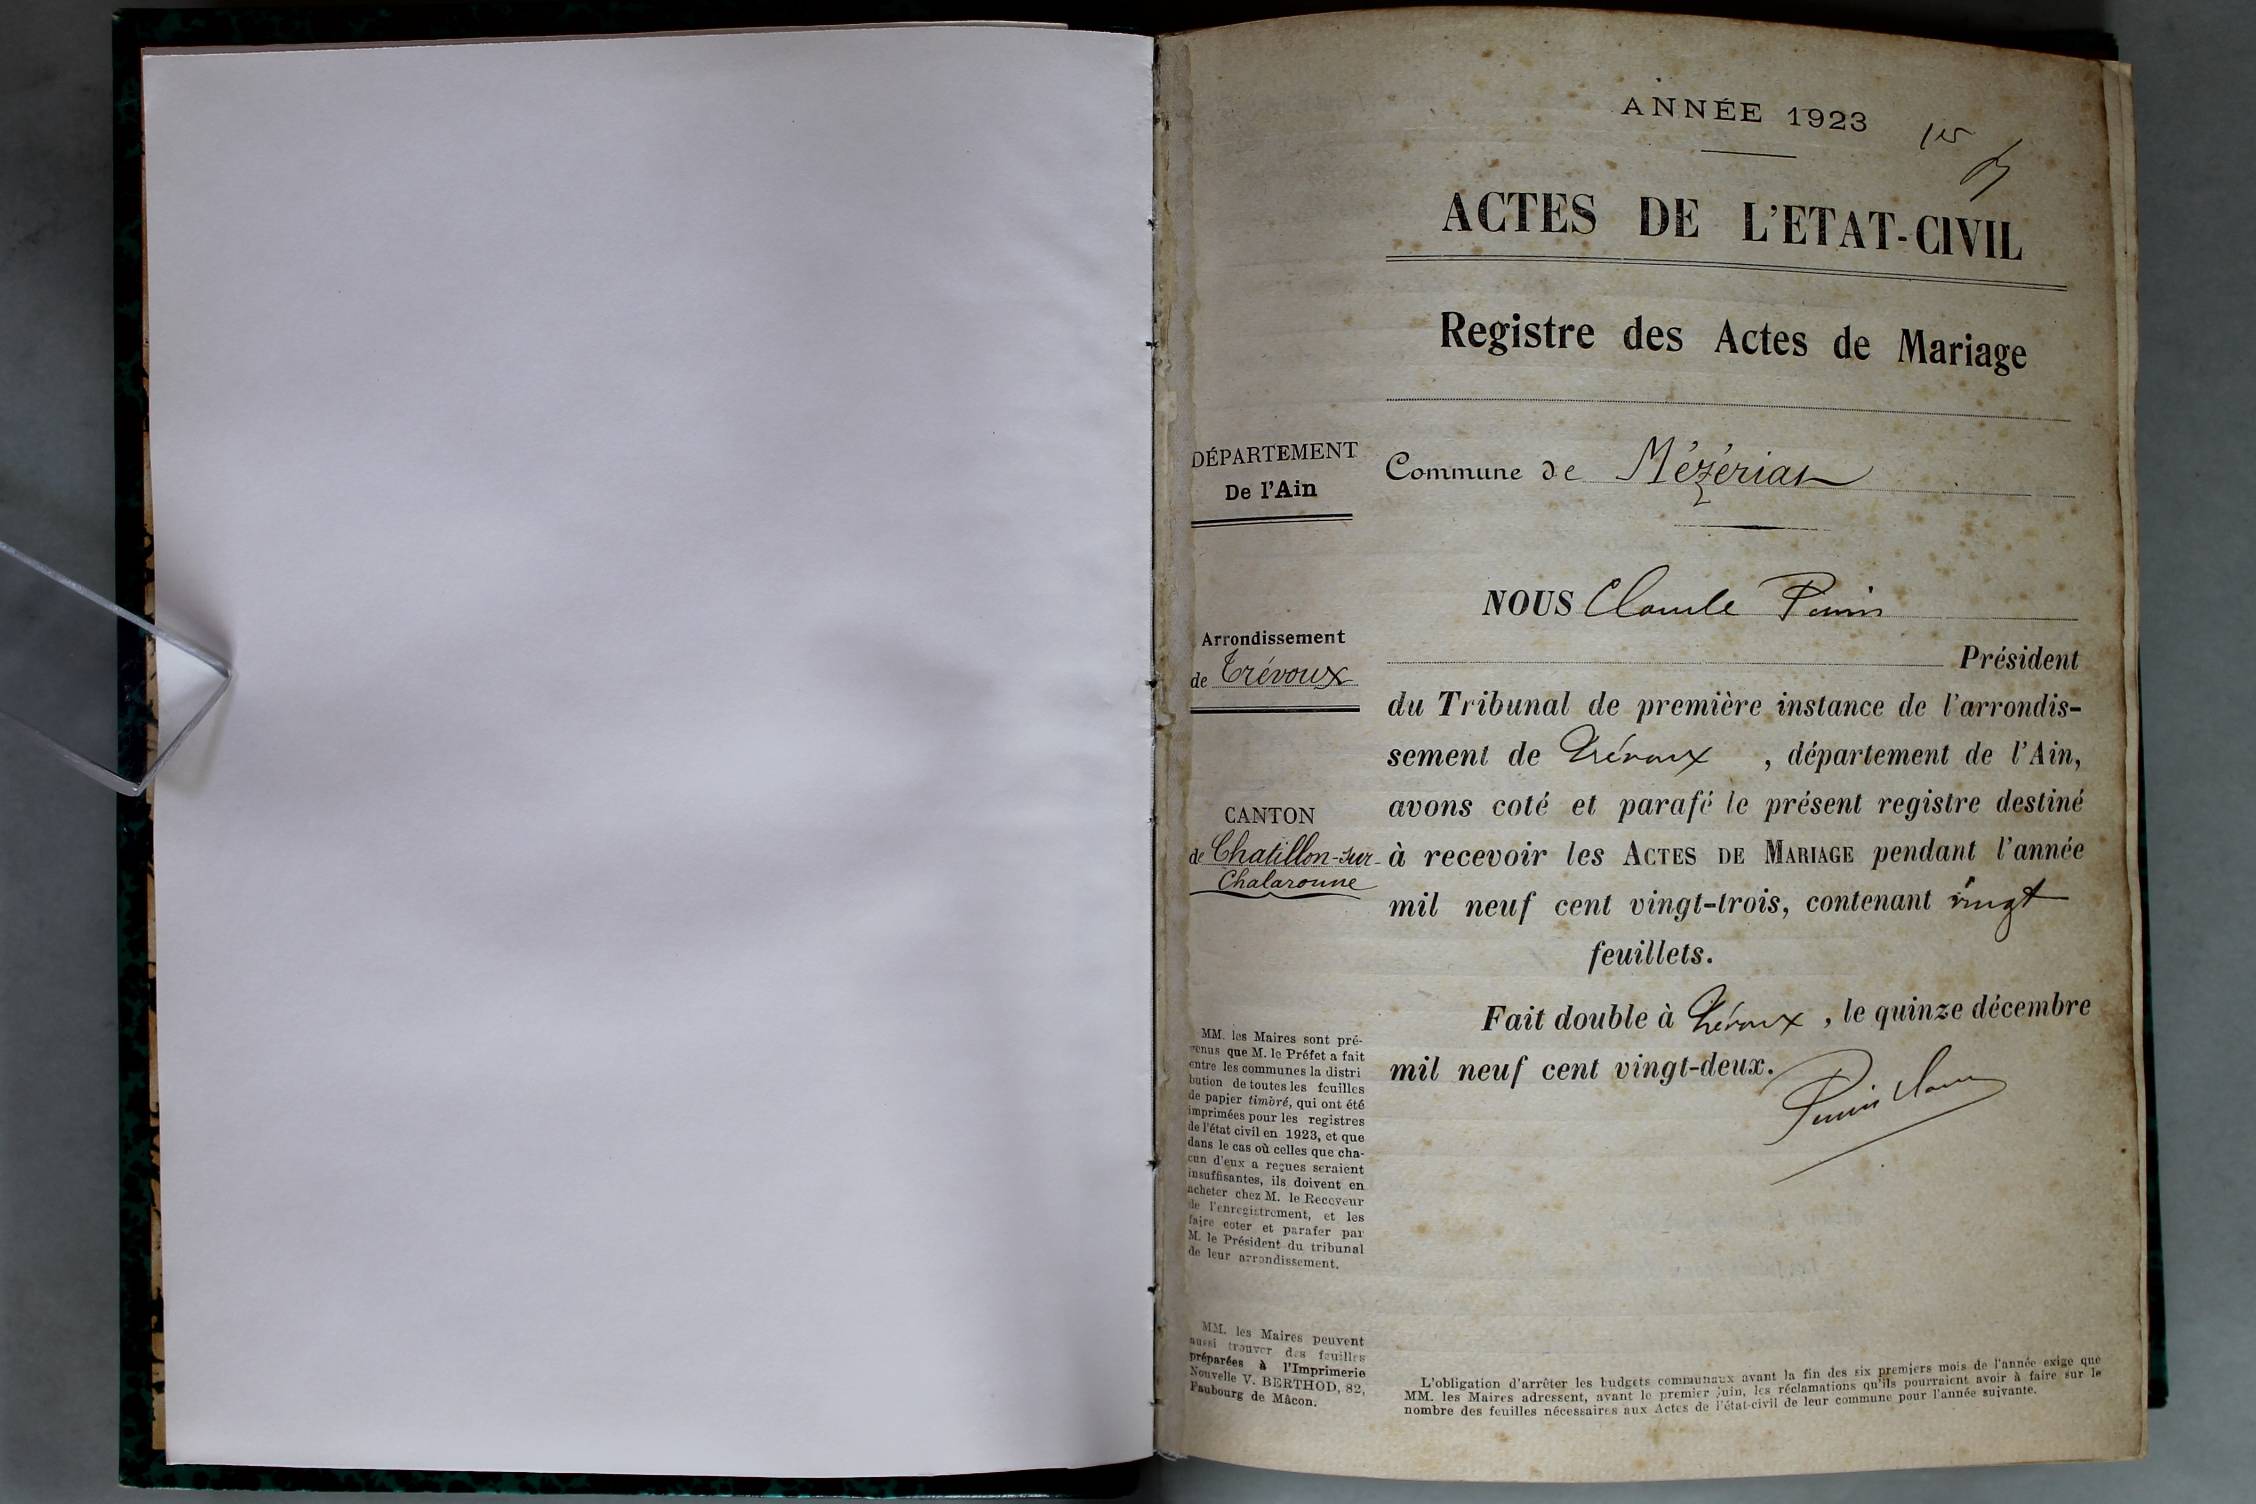 ANNÉE 1923
ACTES DE L'ETAT-CIVIL
Registre des Actes de Mariage
DÉPARTEMENT
De l'Ain
Commune de Mézériat
NOUS Claude
Arrondissement
de Trévoux
Président
du Tribunal de première instance de l'arrondis-
sement de Trévoux, département de l'Ain,
CANTON
de Chatillon-sur-
Chalaronne
avons coté et parafé le présent registre destiné
à recevoir les ACTES DE MARIAGE pendant l'année
mil neuf cent vingt-trois, contenant vingt
feuillets.
Fait double à Trévoux, le quinze décembre
mil neuf cent vingt-deux.
MM. les Maires sont pré-
venus que M. le Préfet a fait
entre les communes la distri
bution de toutes les feuilles
de papier timbré, qui ont été
imprimées pour les registres
de l'état civil en 1923, et que
dans le cas où celles que cha-
cun d'eux a reçues seraient
insuffisantes, ils doivent en
acheter chez M. le Receveur
de l'enregistrement, et les
faire coter et parafer par
M. le Président du tribunal
de leur arrondissement.
MM. les Maires peuvent
aussi trouver des feuilles
préparées à l'Imprimerie
Nouvelle V. BERTHOD, 82,
Faubourg de Mâcon.
L'obligation d'arrêter les budgets communaux avant la fin des six premiers mois de l'année exige que
MM. les Maires adressent, avant le premier juin, les réclamations qu'ils pourraient avoir à faire sur le
nombre des feuilles nécessaires aux Actes de l'état-civil de leur commune pour l'année suivante.